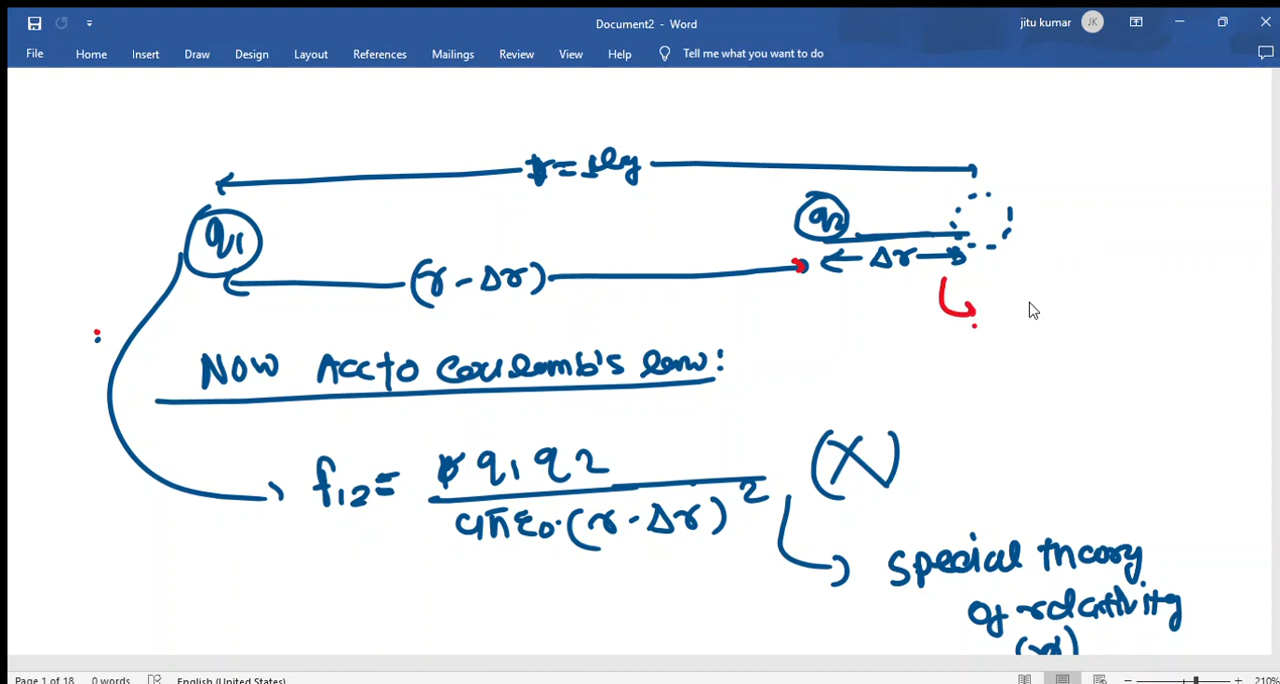 Document2 - Word
jitu kumar JK
File Home Insert Draw Design Layout References Mailings Review View Help Tell me what you want to do
r = 1ly
q1
q2
Δr
(r - Δr)
Now Acc to Coulomb's law:
f12 = q1 q2 / 4πε0·(r - Δr)^2 (X)
special theory
of relativity
Page 1 of 18 0 words English (United States) 210%